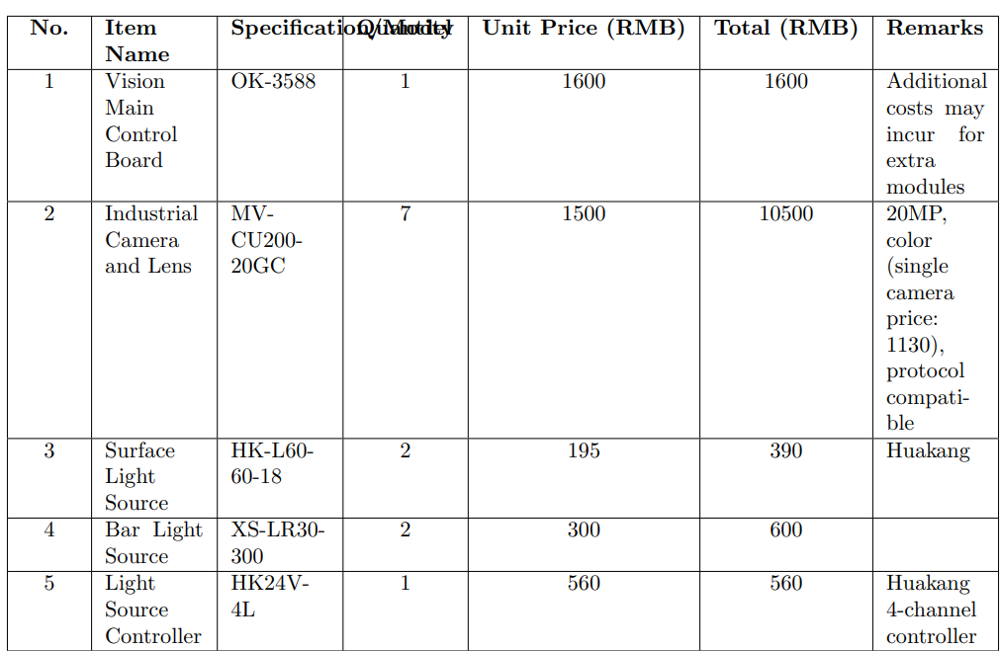 No. Item Specification/Model Quantity Unit Price (RMB) Total (RMB) Remarks
Name
1 Vision OK-3588 1 1600 1600 Additional
Main costs may
Control incur for
Board extra
modules
2 Industrial MV- 7 1500 10500 20MP,
Camera CU200- color
and Lens 20GC (single
camera
price:
1130),
protocol
compati-
ble
3 Surface HK-L60- 2 195 390 Huakang
Light 60-18
Source
4 Bar Light XS-LR30- 2 300 600
Source 300
5 Light HK24V- 1 560 560 Huakang
Source 4L 4-channel
Controller controller